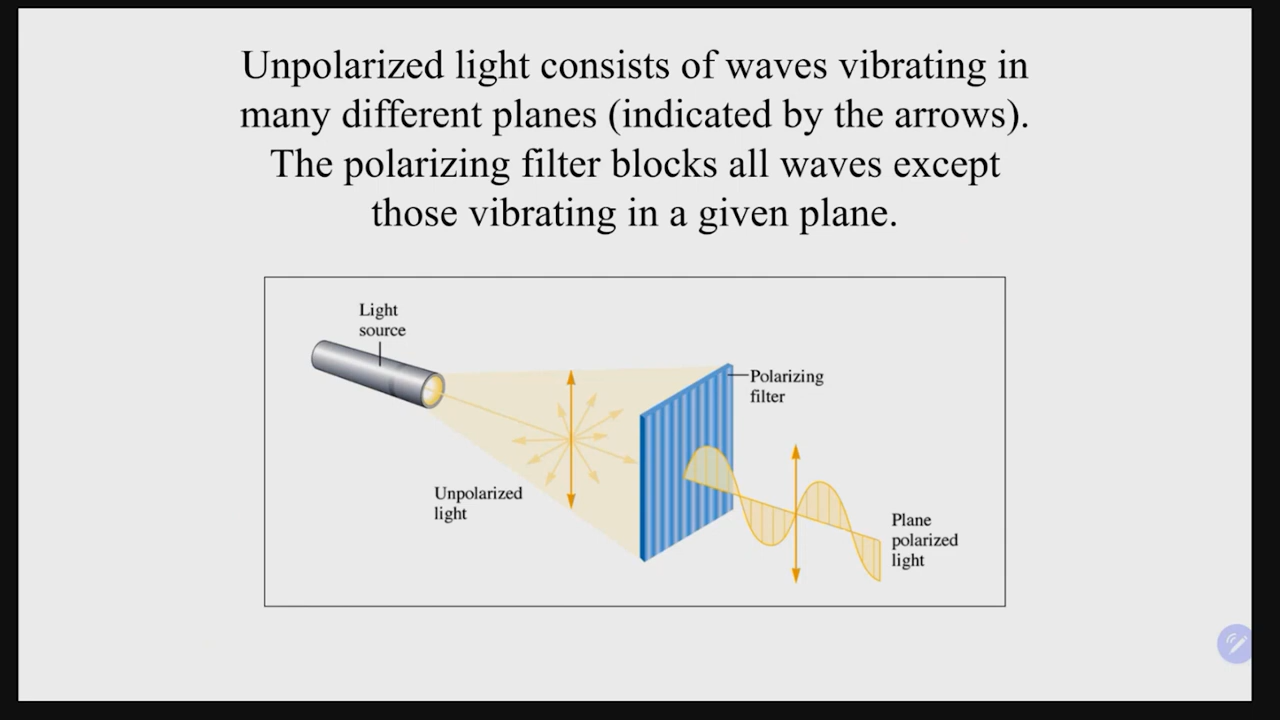 Unpolarized light consists of waves vibrating in
many different planes (indicated by the arrows).
The polarizing filter blocks all waves except
those vibrating in a given plane.
Light
source
Polarizing
filter
Unpolarized
light
Plane
polarized
light